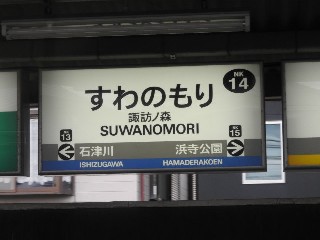 NK
14
すわのもり
諏訪ノ森
SUWANOMORI
NK
13
石津川
ISHIZUGAWA
NK
15
浜寺公園
HAMADERAKOEN